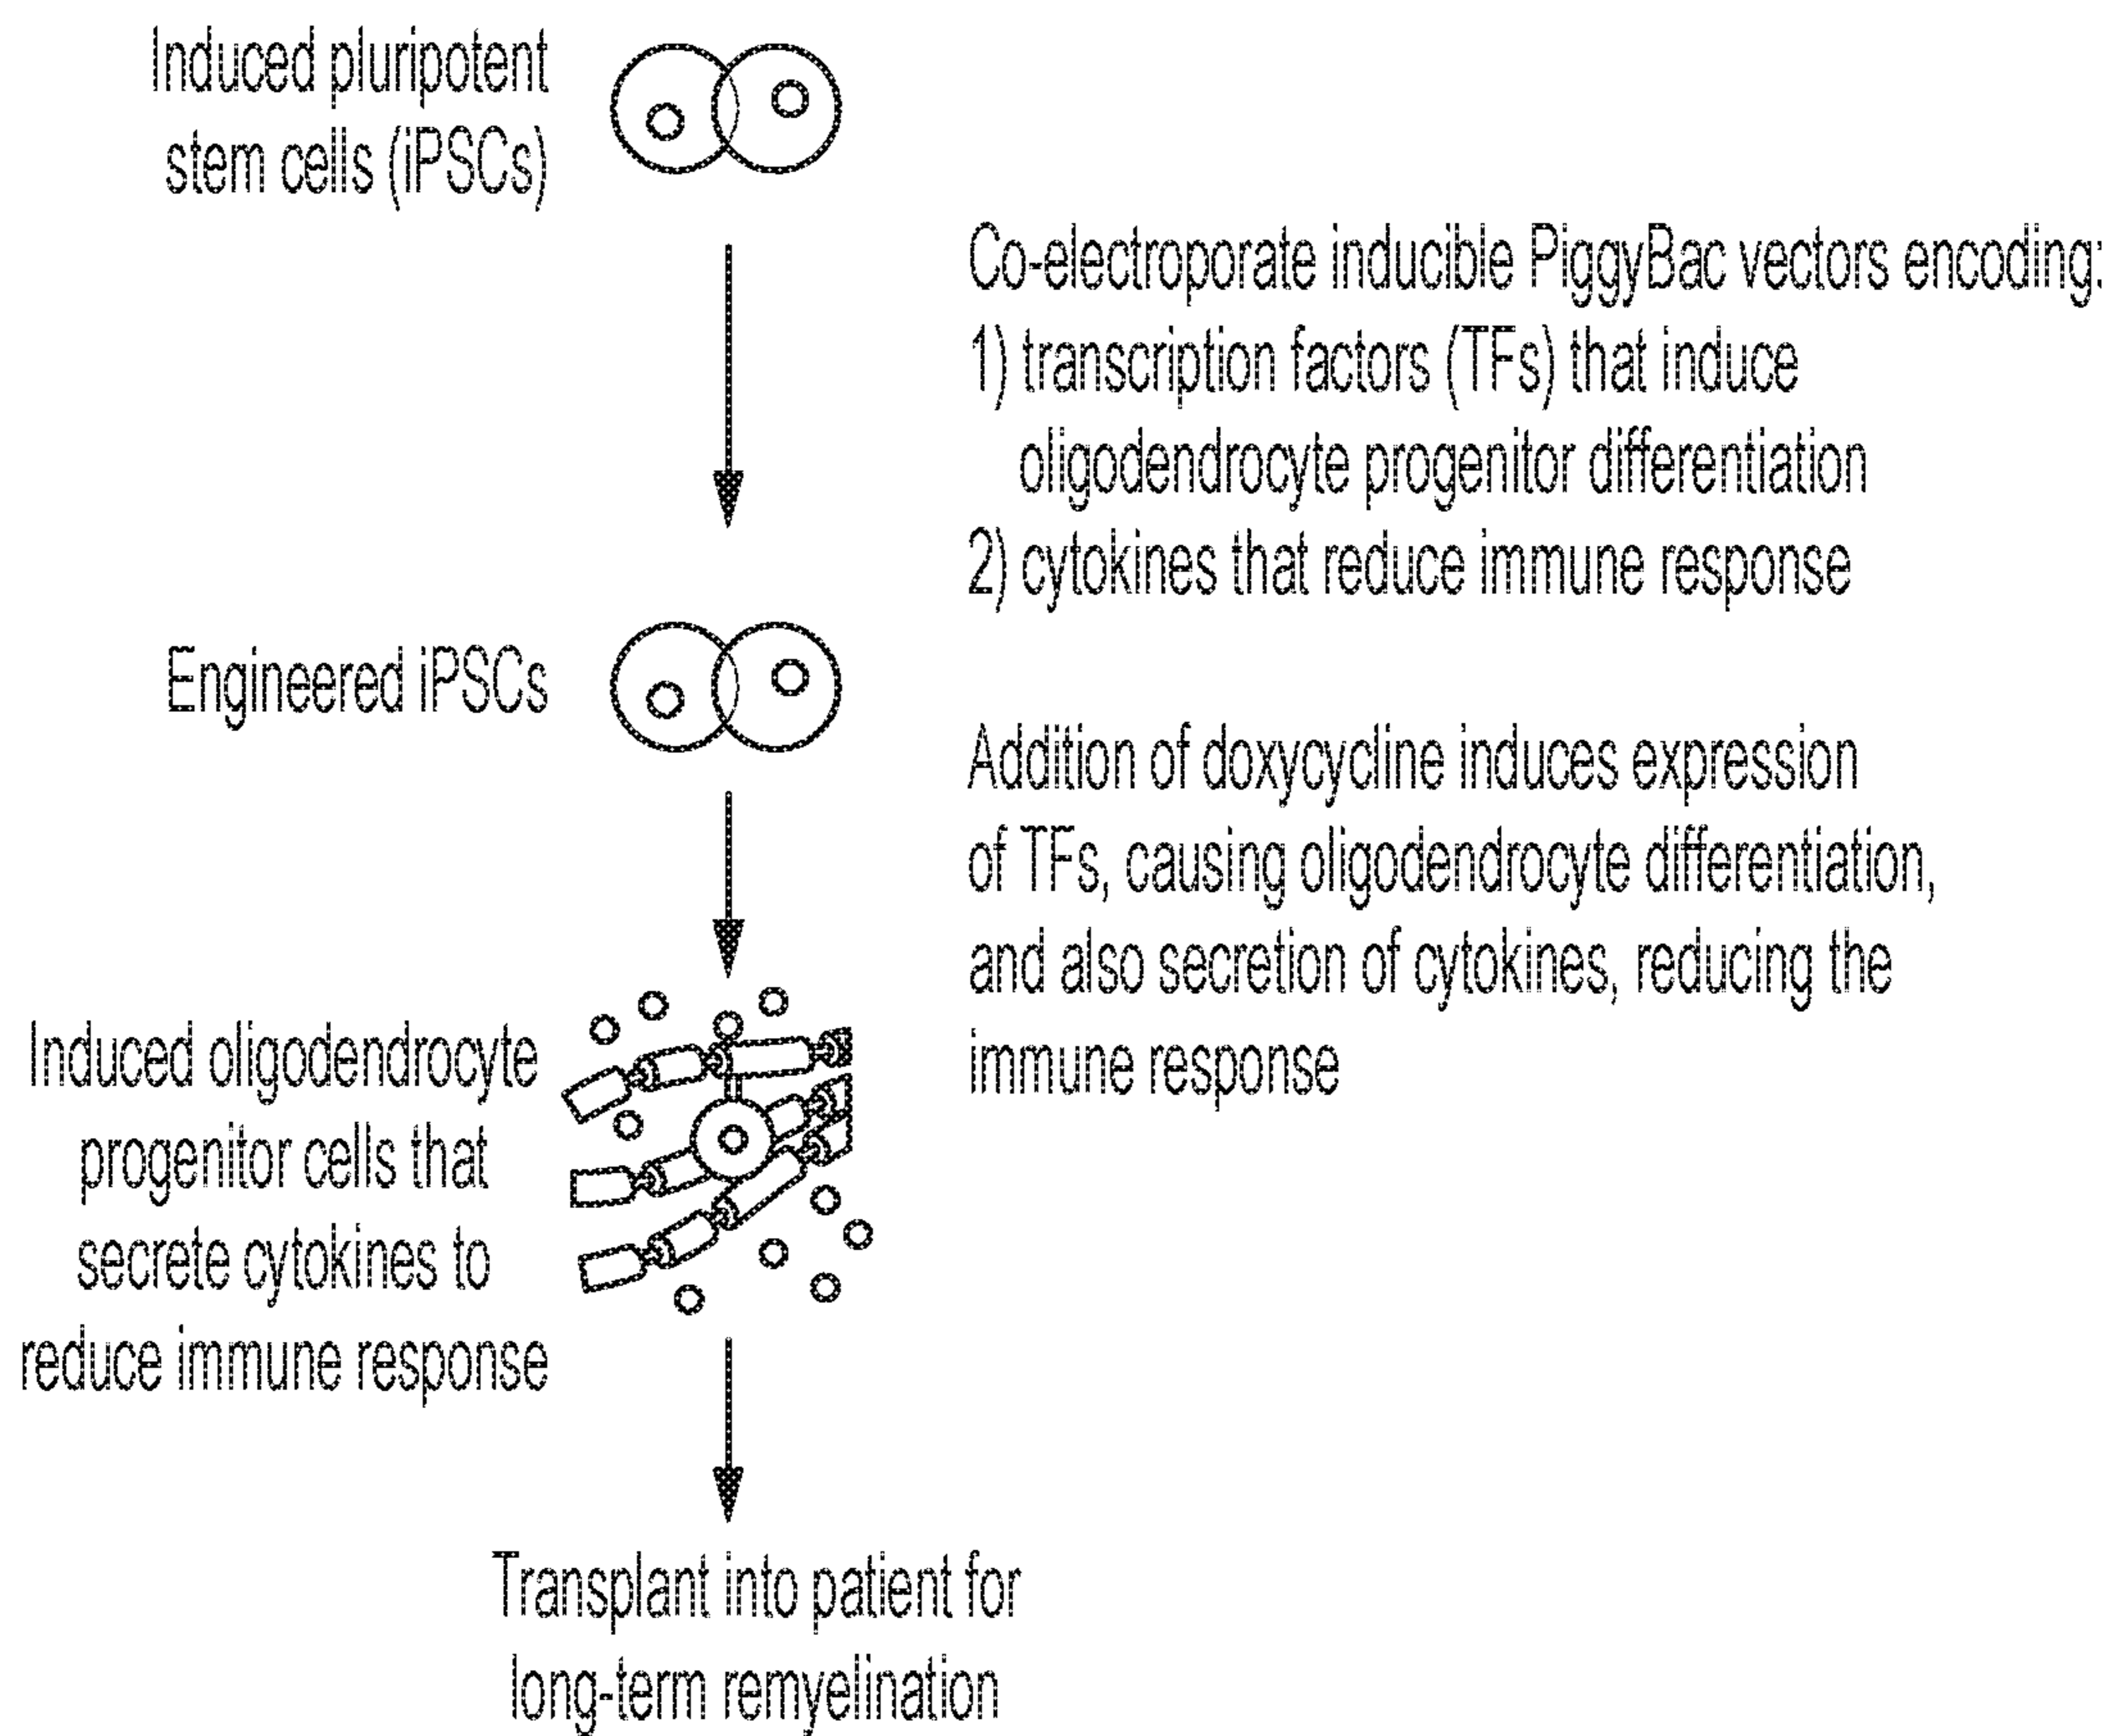 Induced pluripotent
stem cells (iPSCs)
Co-electroporate inducible PiggyBac vectors encoding:
1) transcription factors (TFs) that induce
oligodendrocyte progenitor differentiation
2) cytokines that reduce immune response
Engineered iPSCs
Addition of doxycycline induces expression
of TFs, causing oligodendrocyte differentiation,
and also secretion of cytokines, reducing the
immune response
Induced oligodendrocyte
progenitor cells that
secrete cytokines to
reduce immune response
Transplant into patient for
long-term remyelination